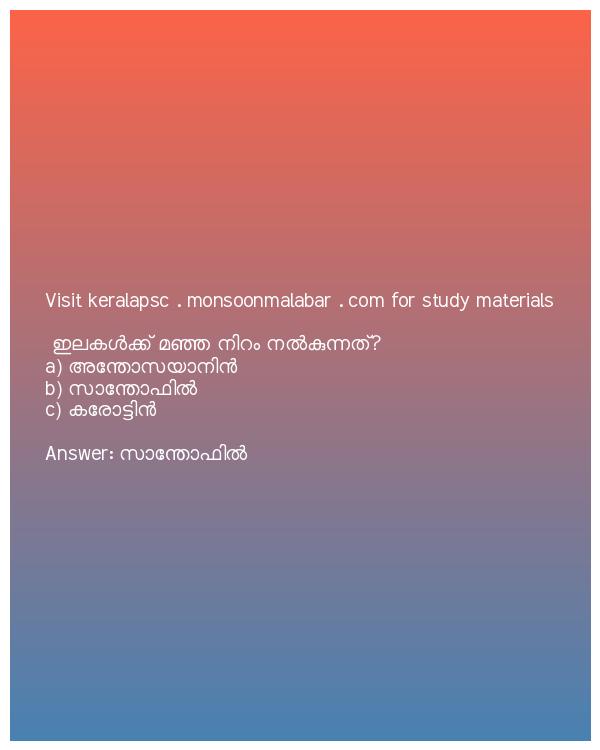 Visit keralapsc . monsoonmalabar . com for study materials
ഇലകൾക്ക് മഞ്ഞ നിറം നൽകുന്നത്?
a) അന്തോസയാനിൻ
b) സാന്തോഫിൽ
c) കരോട്ടിൻ
Answer: സാന്തോഫിൽ